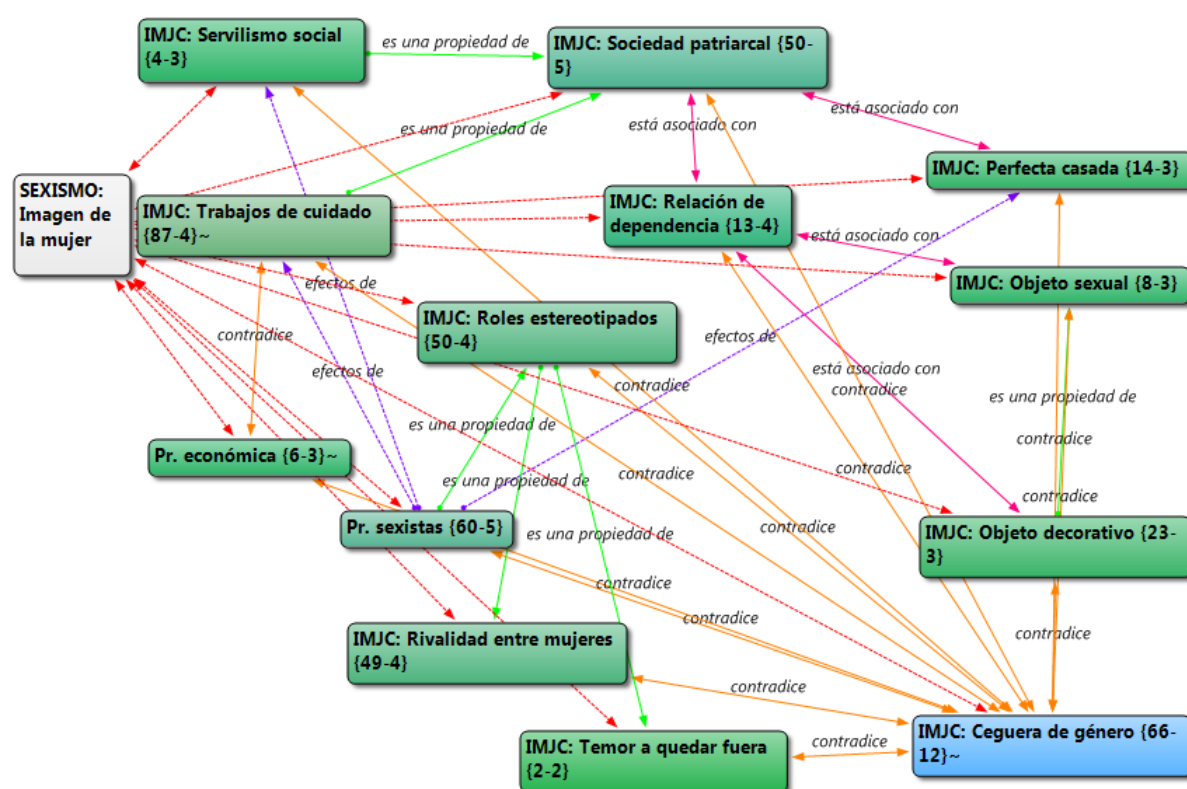 IMJC: Servilismo social
{4-3}
es una propiedad de
IMJC: Sociedad patriarcal {50-
5}
está asociado con
es una propiedad de
está asociado con
IMJC: Perfecta casada {14-3}
SEXISMO:
Imagen de
la mujer
IMJC: Trabajos de cuidado
{87-4}~
IMJC: Relación de
dependencia {13-4}
está asociado con
IMJC: Objeto sexual {8-3}
efectos de
IMJC: Roles estereotipados
{50-4}
contradice
efectos de
efectos de
contradice
está asociado con
contradice
es una propiedad de
es una propiedad de
contradice
Pr. económica {6-3}~
contradice
contradice
es una propiedad de
contradice
Pr. sexistas {60-5}
es una propiedad de
contradice
IMJC: Objeto decorativo {23-
3}
contradice
contradice
contradice
IMJC: Rivalidad entre mujeres
{49-4}
contradice
IMJC: Temor a quedar fuera
{2-2}
contradice
IMJC: Ceguera de género {66-
12}~